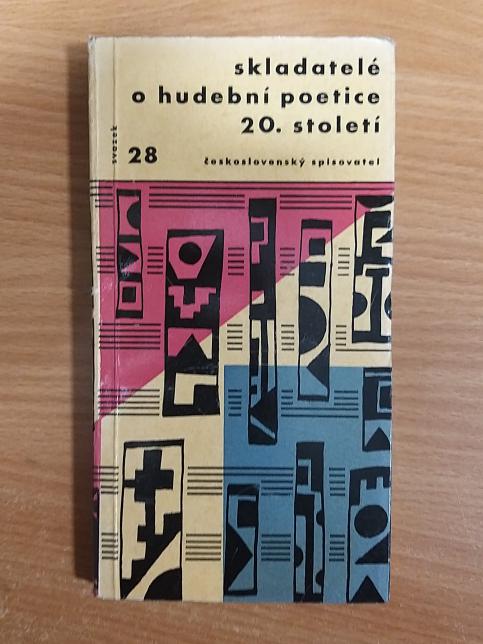 skladatelé
o hudební poetice
20. století
svazek 28
československý spisovatel